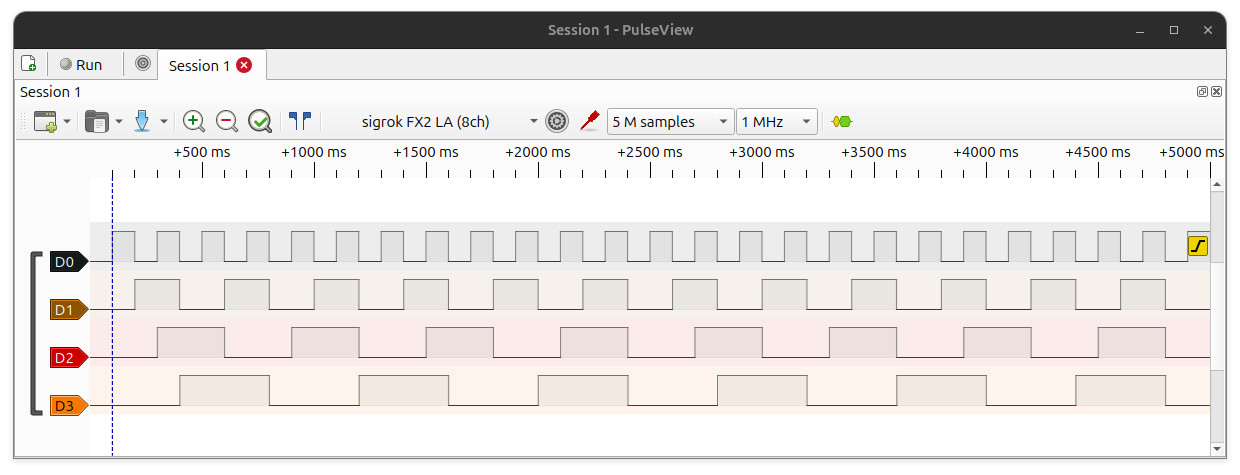 Session 1 - PulseView
Run
Session 1
Session 1
sigrok FX2 LA (8ch)
5 M samples
1 MHz
+500 ms +1000 ms +1500 ms +2000 ms +2500 ms +3000 ms +3500 ms +4000 ms +4500 ms +5000 ms
D0
D1
D2
D3